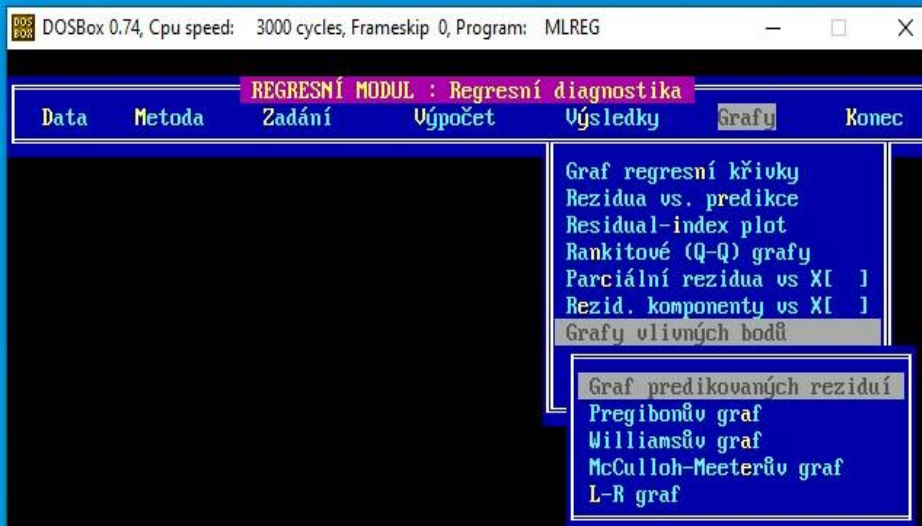 DOS BOX DOSBox 0.74, Cpu speed: 3000 cycles, Frameskip 0, Program: MLREG
REGRESNÍ MODUL : Regresní diagnostika
Data Metoda Zadání Výpočet Výsledky Grafy Konec
Graf regresní křivky
Rezidua vs. predikce
Residual-index plot
Rankitové (Q-Q) grafy
Parciální rezidua vs X[ ]
Rezid. komponenty vs X[ ]
Grafy vlivných bodů
Graf predikovaných reziduí
Pregibonův graf
Williamsův graf
McCulloh-Meeterův graf
L-R graf